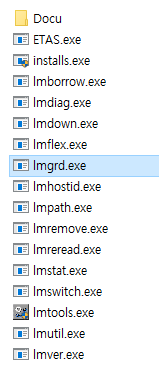 Docu
ETAS.exe
installs.exe
lmborrow.exe
lmdiag.exe
lmdown.exe
lmflex.exe
lmgrd.exe
lmhostid.exe
lmpath.exe
lmremove.exe
lmreread.exe
lmstat.exe
lmswitch.exe
lmtools.exe
lmutil.exe
lmver.exe